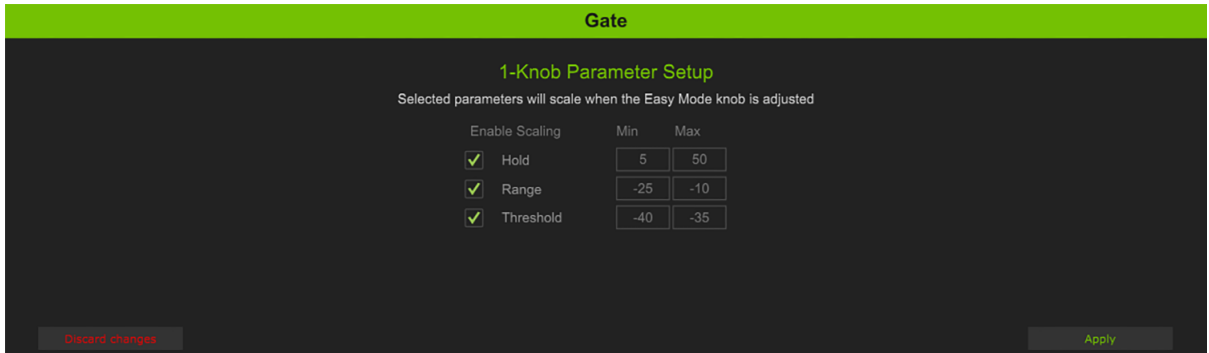 Gate
1-Knob Parameter Setup
Selected parameters will scale when the Easy Mode knob is adjusted
Enable Scaling Min Max
Hold 5 50
Range -25 -10
Threshold -40 -35
Discard changes Apply